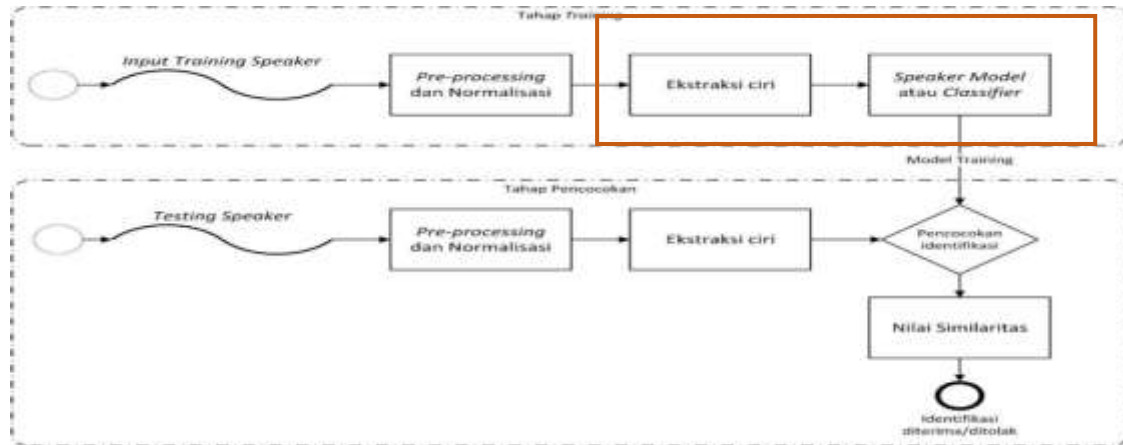 Tahap Training
Input Training Speaker
Pre-processing
dan Normalisasi
Ekstraksi ciri
Speaker Model
atau Classifier
Model Training
Tahap Pencocokan
Testing Speaker
Pre-processing
dan Normalisasi
Ekstraksi ciri
Pencocokan
identifikasi
Nilai Similaritas
Identifikasi
diterima/ditolak